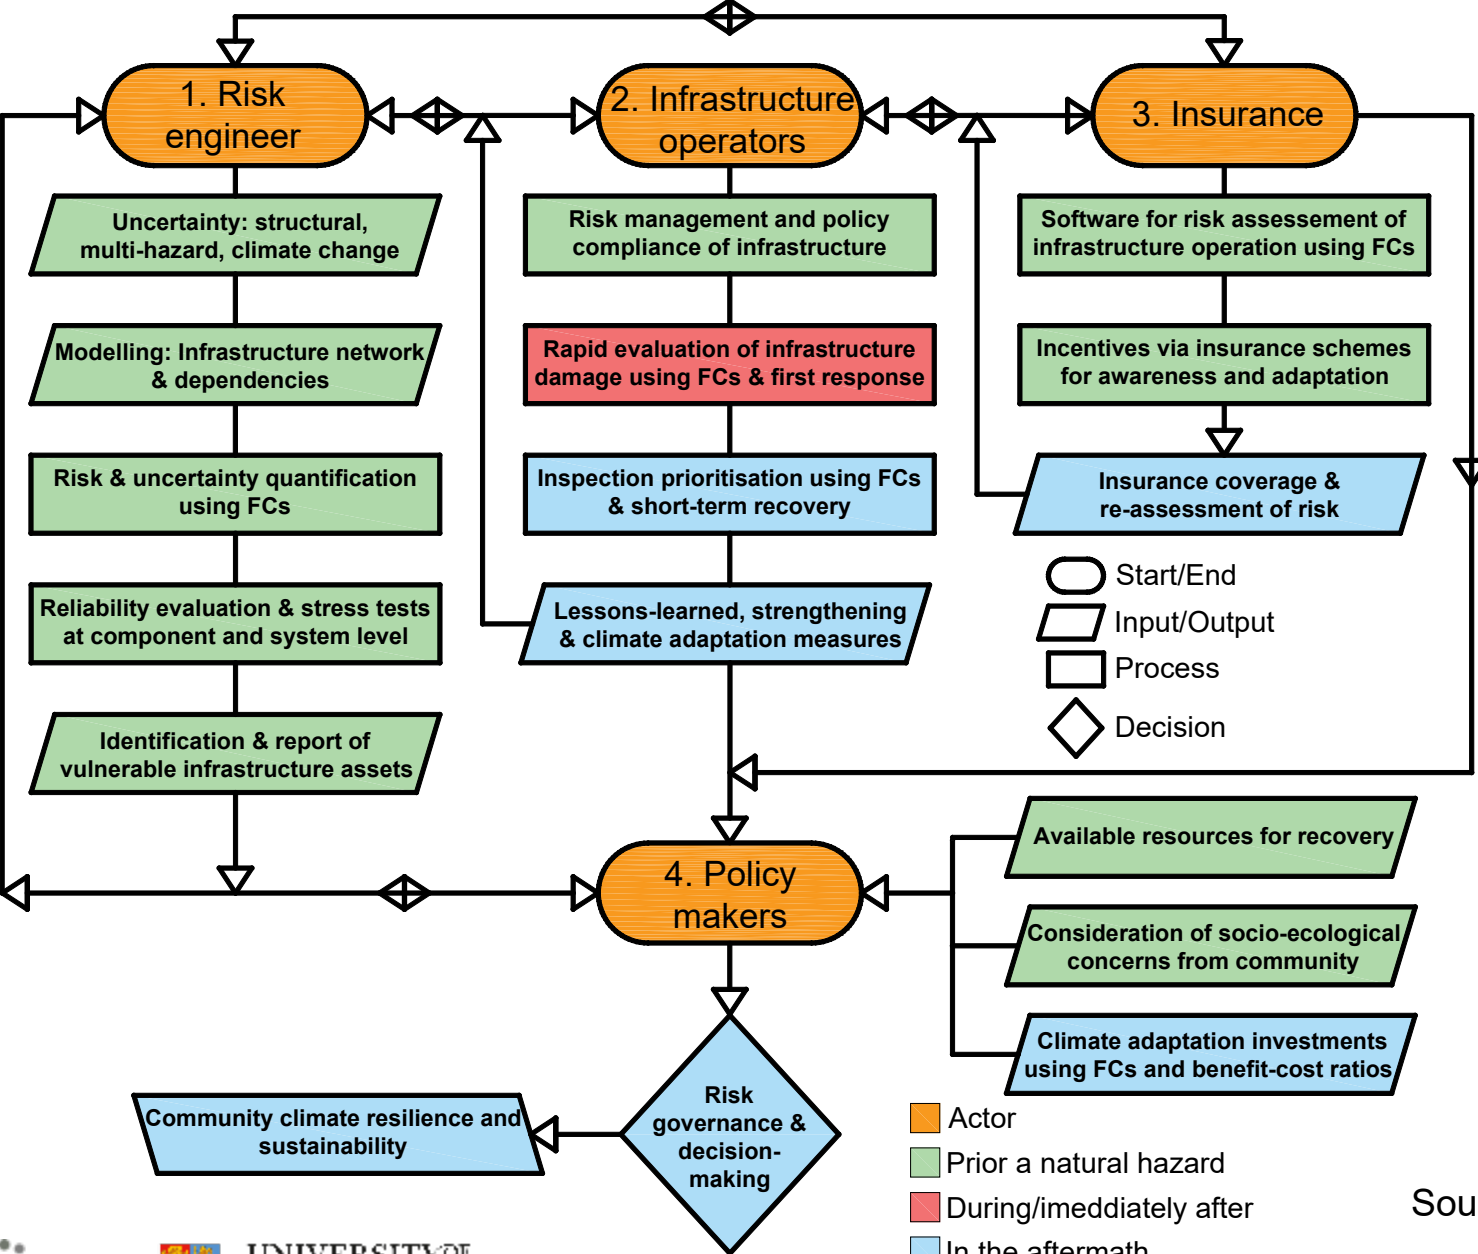 1. Risk
engineer
2. Infrastructure
operators
3. Insurance
Uncertainty: structural,
multi-hazard, climate change
Modelling: Infrastructure network
& dependencies
Risk & uncertainty quantification
using FCs
Reliability evaluation & stress tests
at component and system level
Identification & report of
vulnerable infrastructure assets
Risk management and policy
compliance of infrastructure
Rapid evaluation of infrastructure
damage using FCs & first response
Inspection prioritisation using FCs
& short-term recovery
Lessons-learned, strengthening
& climate adaptation measures
Software for risk assessement of
infrastructure operation using FCs
Incentives via insurance schemes
for awareness and adaptation
Insurance coverage &
re-assessment of risk
Start/End
Input/Output
Process
Decision
4. Policy
makers
Available resources for recovery
Consideration of socio-ecological
concerns from community
Climate adaptation investments
using FCs and benefit-cost ratios
Risk
governance &
decision-
making
Community climate resilience and
sustainability
Actor
Prior a natural hazard
During/imeddiately after
In the aftermath
Sou
UNIVERSITY OF